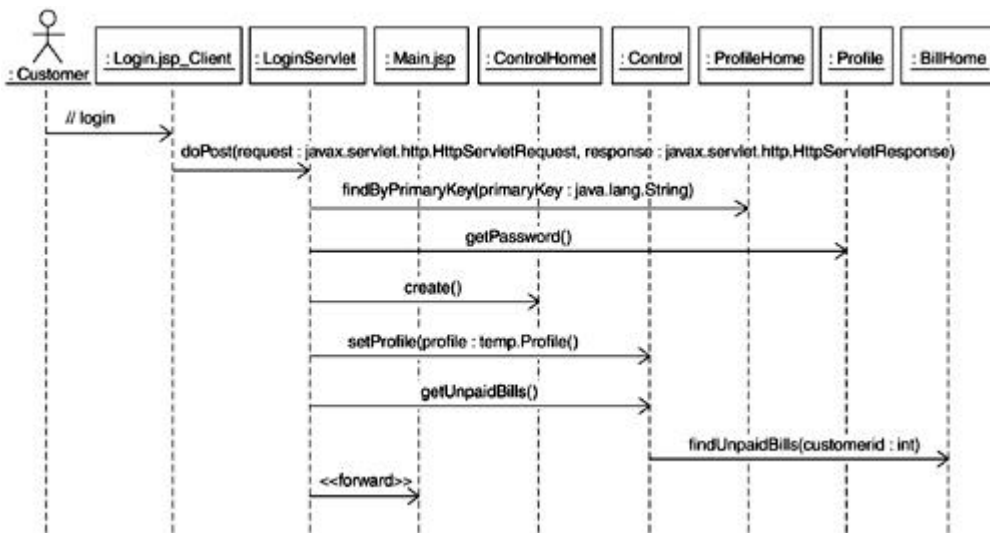 : Customer
: Login.jsp_Client
: LoginServlet
: Main.jsp
: ControlHomet
: Control
: ProfileHome
: Profile
: BillHome
// login
doPost(request : javax.servlet.http.HttpServletRequest, response : javax.servlet.http.HttpServletResponse)
findByPrimaryKey(primaryKey : java.lang.String)
getPassword()
create()
setProfile(profile : temp.Profile()
getUnpaidBills()
findUnpaidBills(customerid : int)
<<forward>>